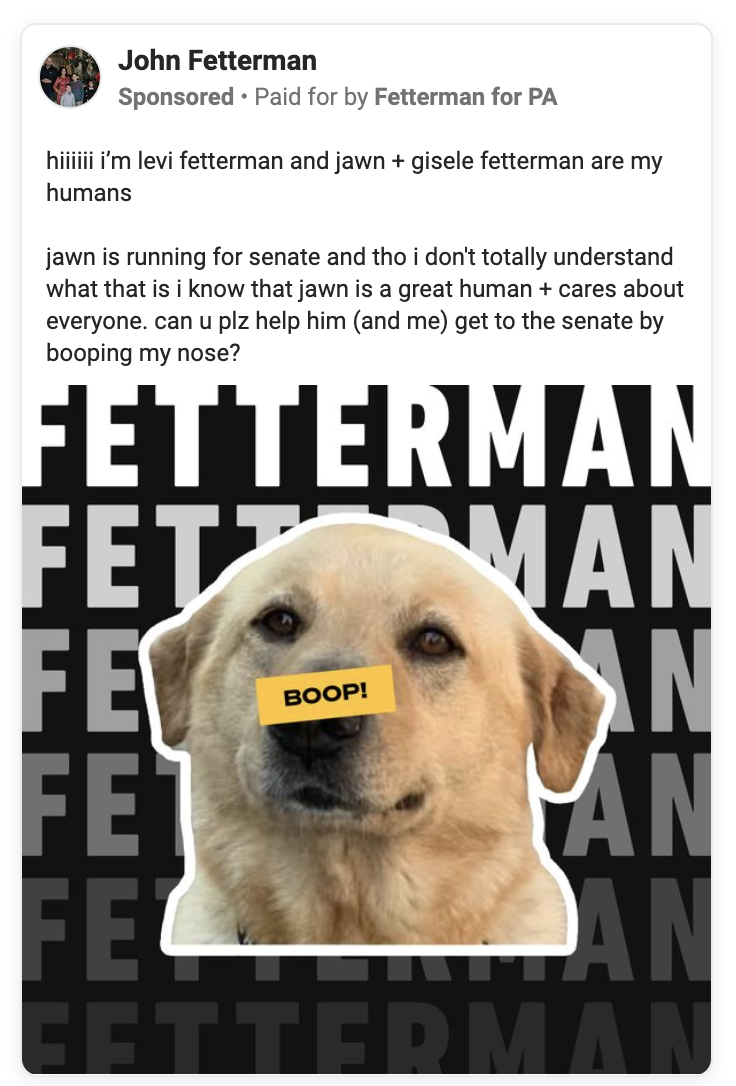 John Fetterman
Sponsored • Paid for by Fetterman for PA
hiiiiii i’m levi fetterman and jawn + gisele fetterman are my
humans
jawn is running for senate and tho i don't totally understand
what that is i know that jawn is a great human + cares about
everyone. can u plz help him (and me) get to the senate by
booping my nose?
FETTERMAN
FETTERMAN
FETTERMAN
BOOP!
FETTERMAN
FETTERMAN
FETTERMAN